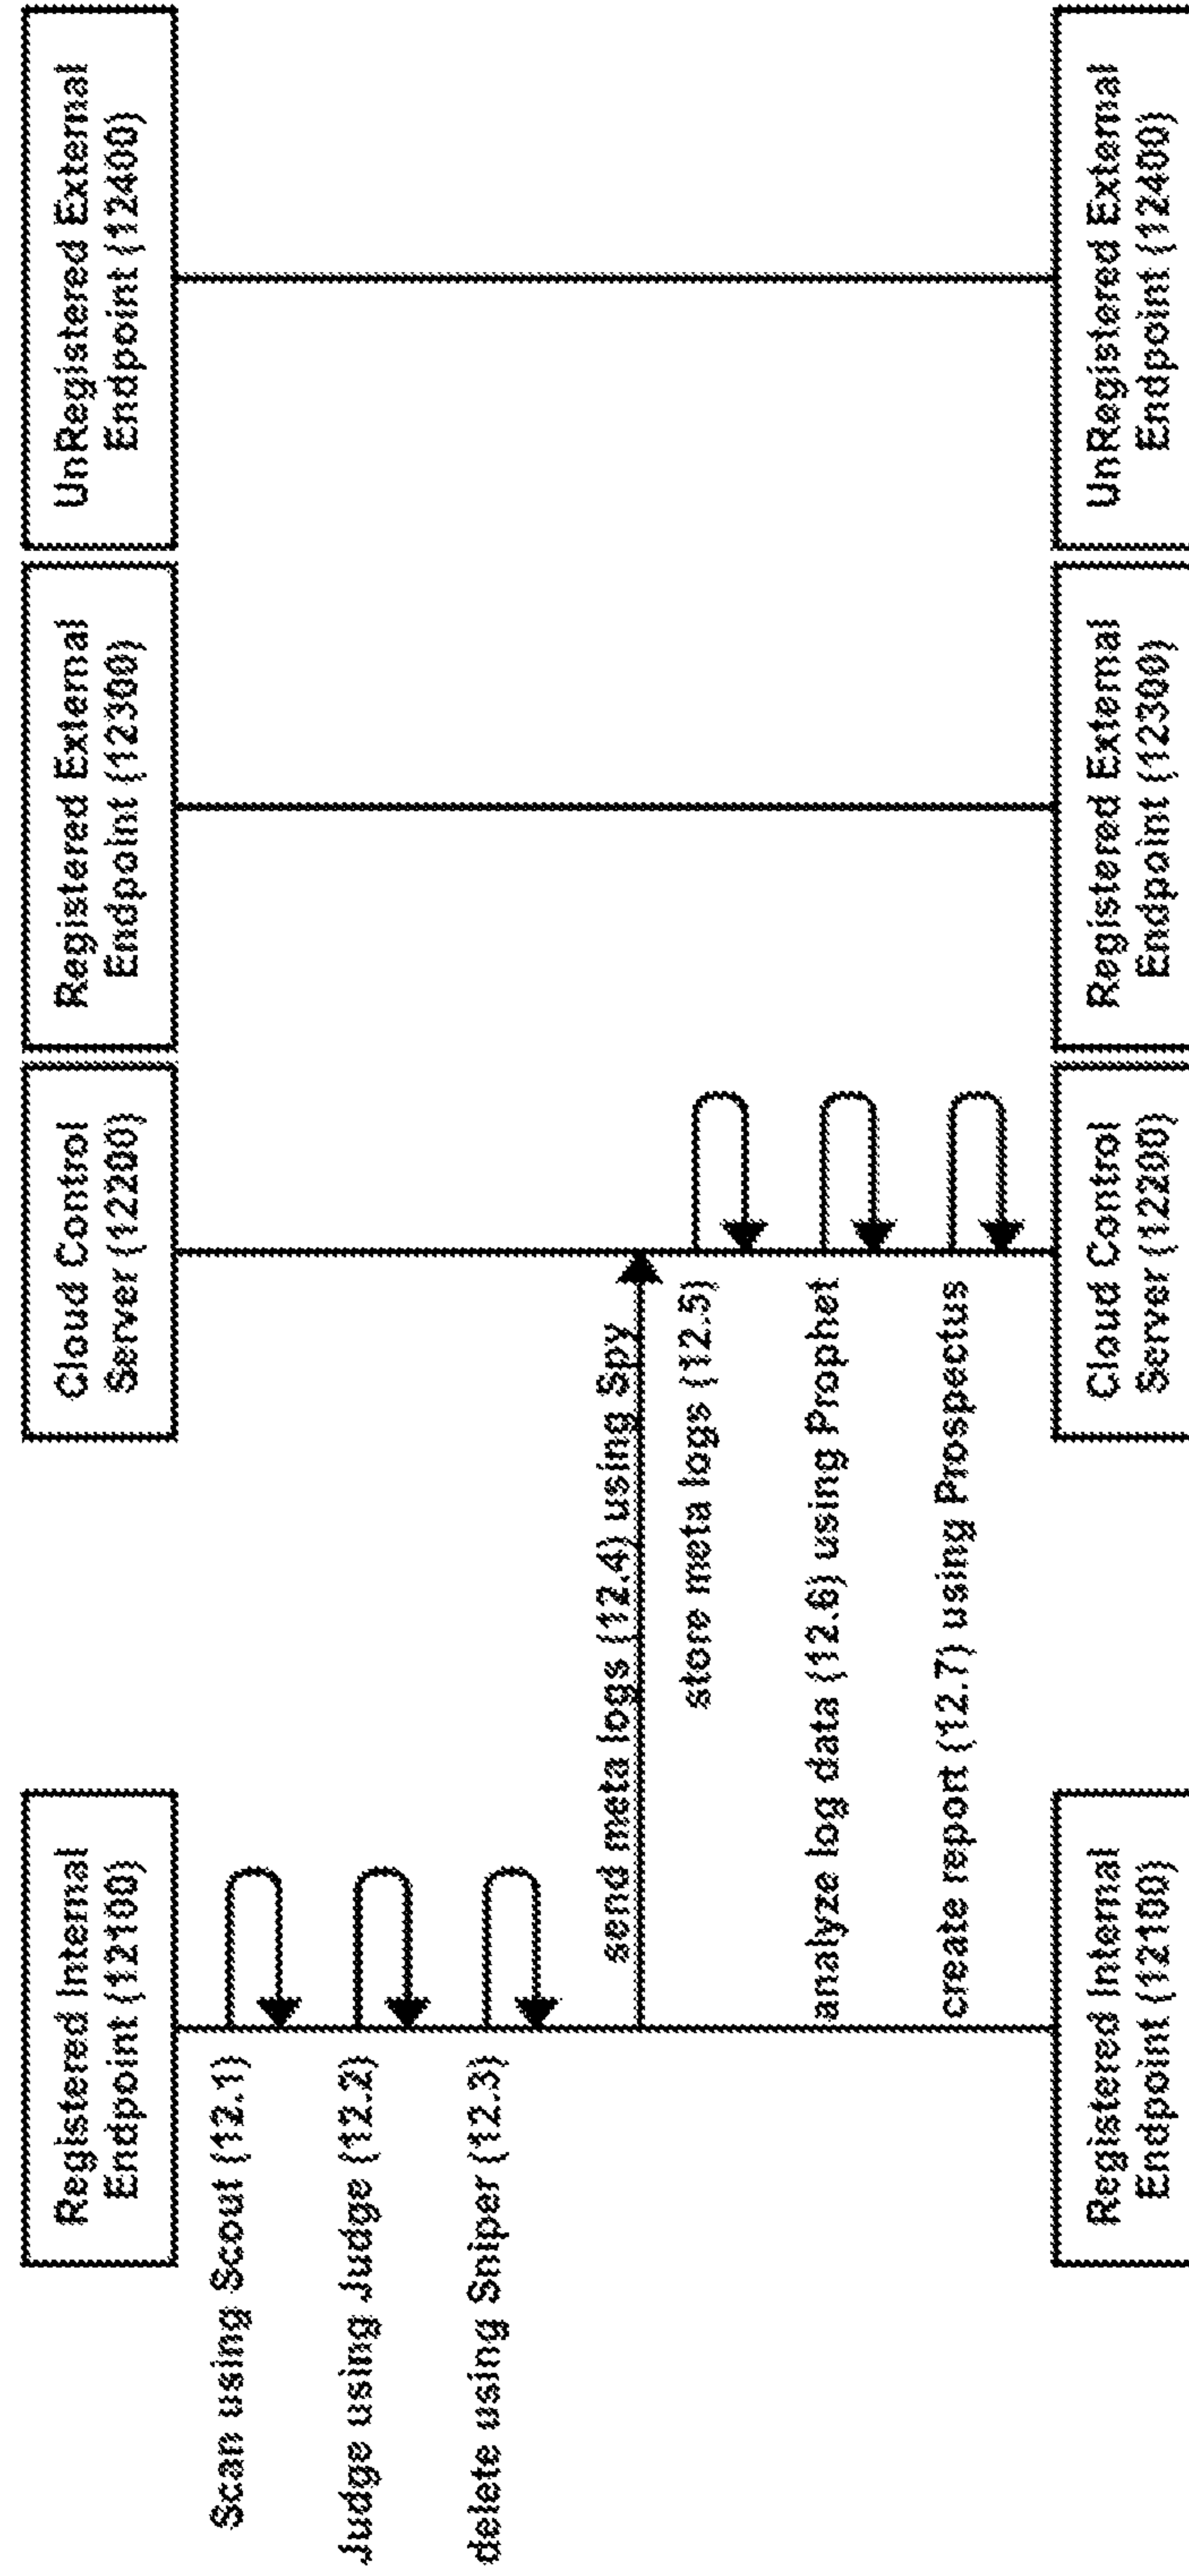 Registered Internal
Endpoint (12100)
Cloud Control
Server (12200)
Registered External
Endpoint (12300)
UnRegistered External
Endpoint (12400)
Scan using Scout (12.1)
Judge using Judge (12.2)
delete using Sniper (12.3)
send meta logs (12.4) using Spy
store meta logs (12.5)
analyze log data (12.6) using Prophet
create report (12.7) using Prospectus
Registered Internal
Endpoint (12100)
Cloud Control
Server (12200)
Registered External
Endpoint (12300)
UnRegistered External
Endpoint (12400)